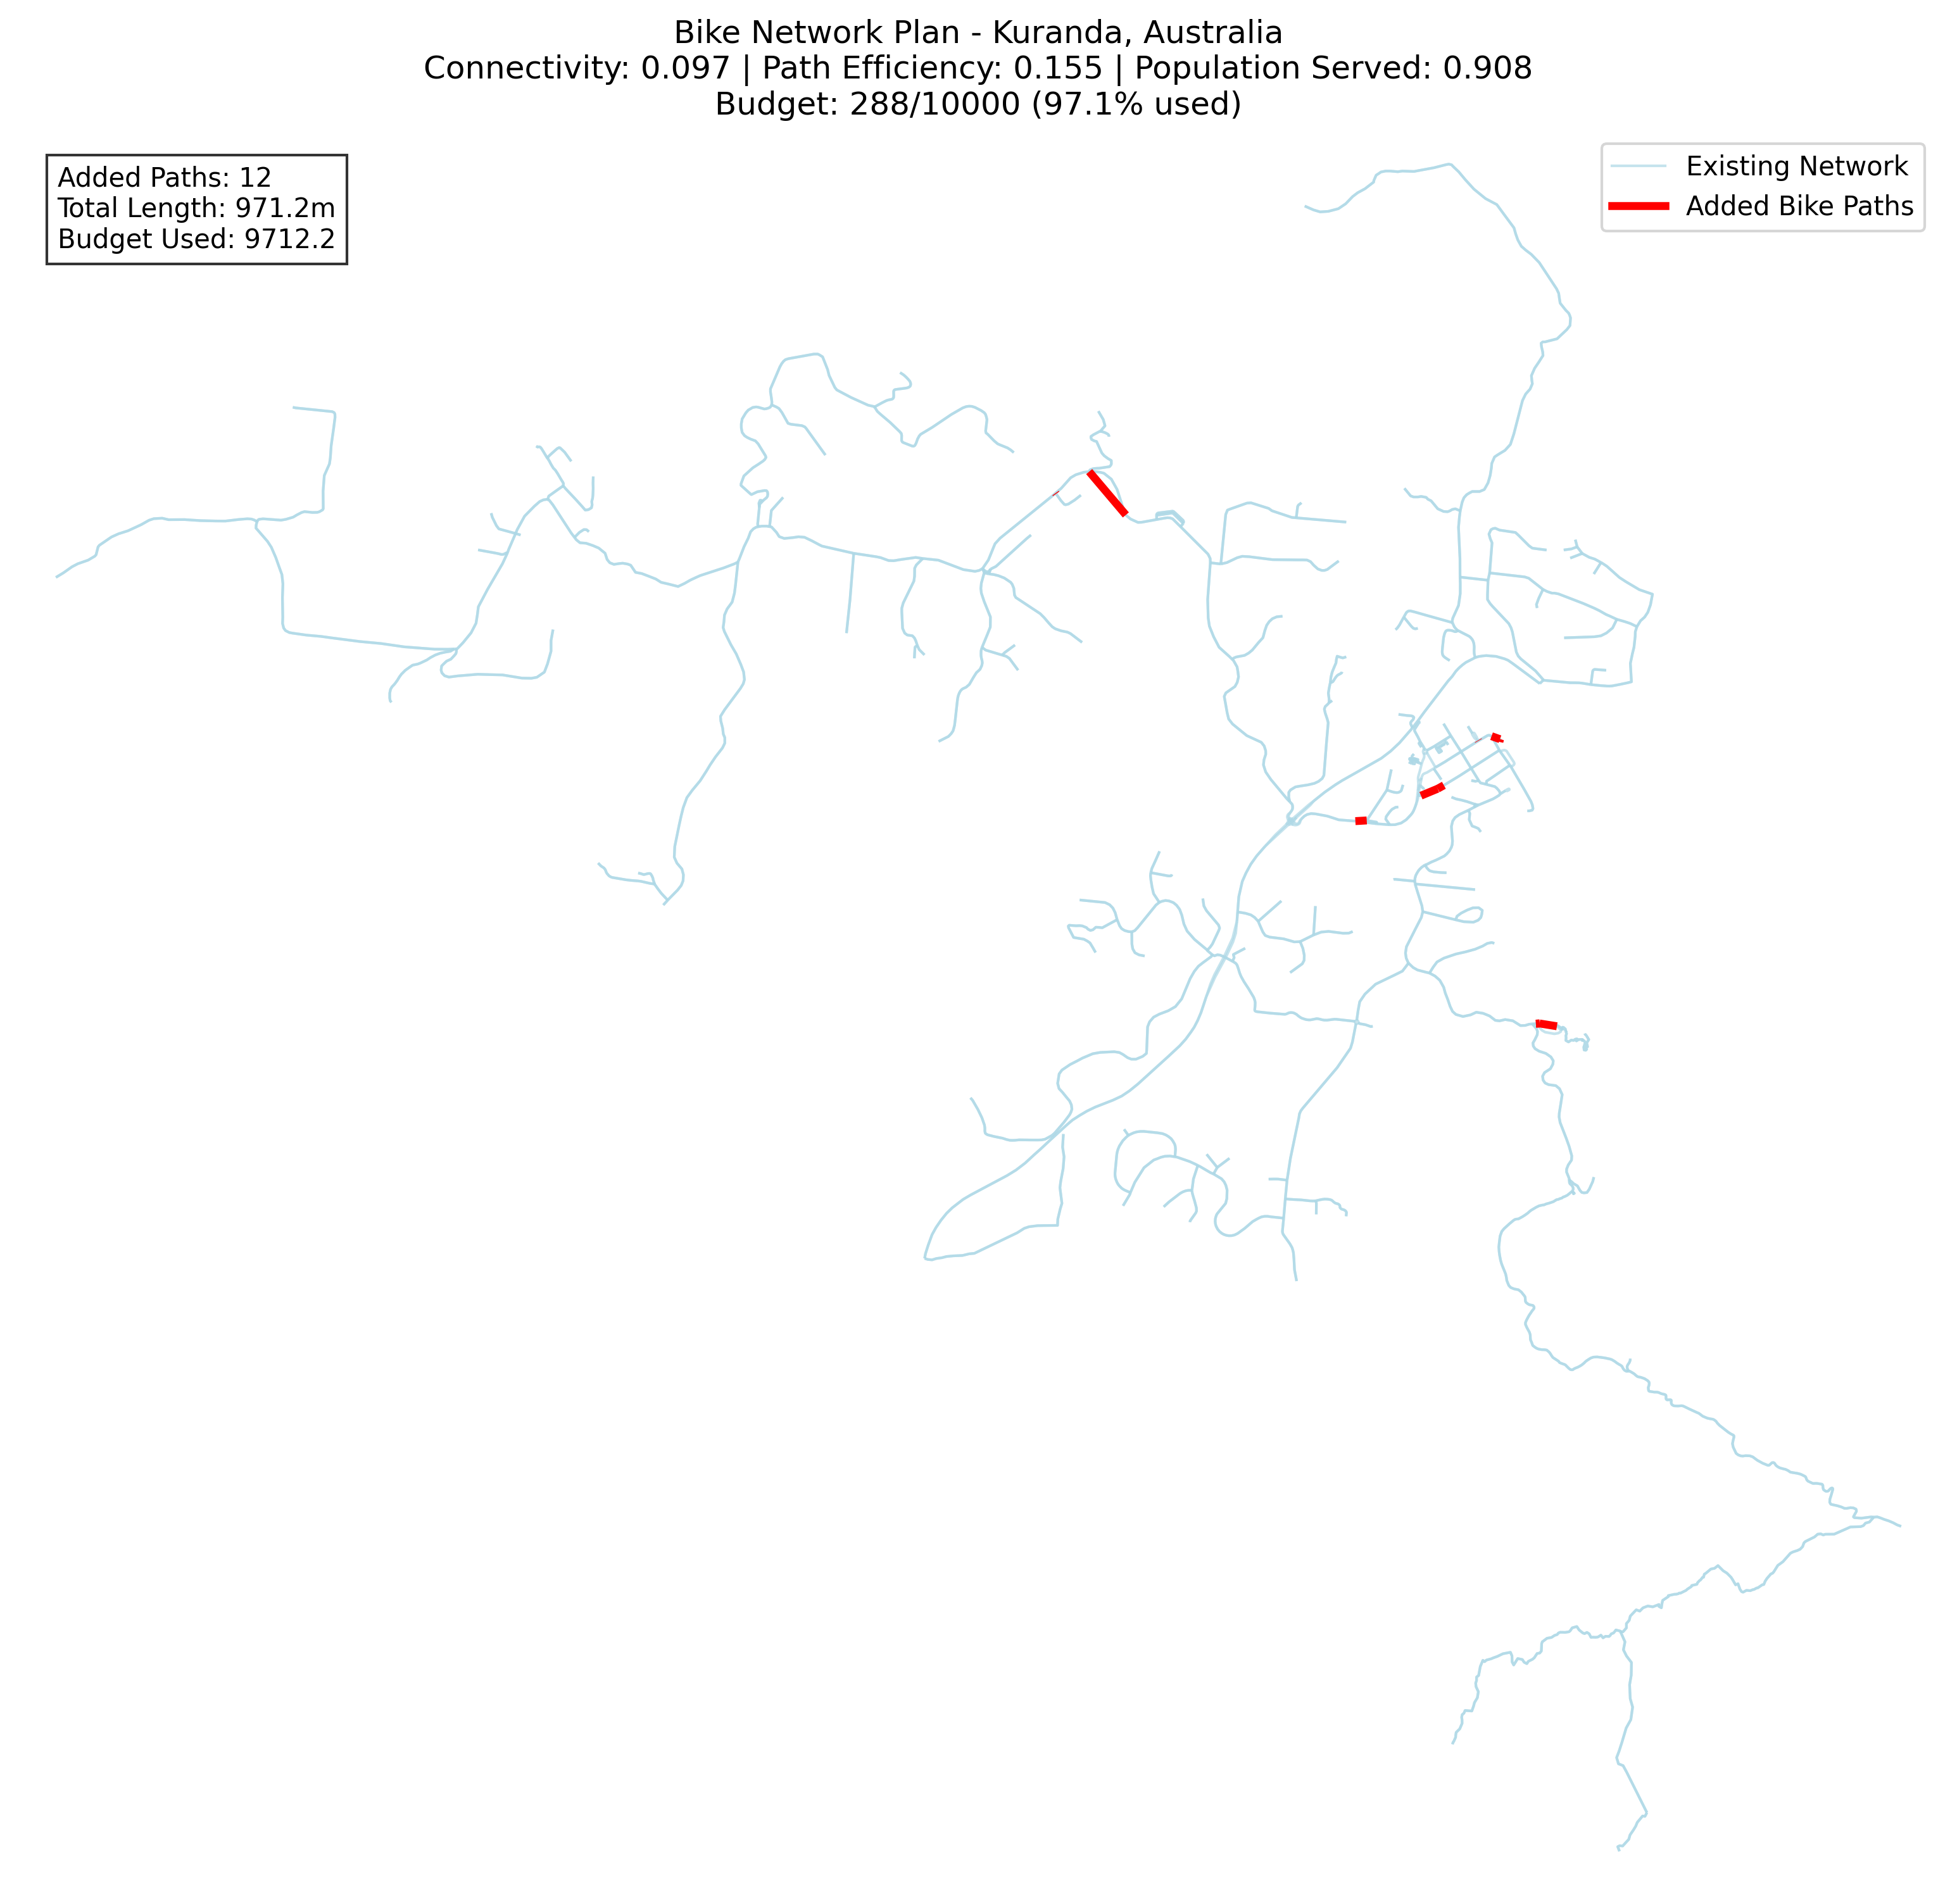 Bike Network Plan - Kuranda, Australia
Connectivity: 0.097 | Path Efficiency: 0.155 | Population Served: 0.908
Budget: 288/10000 (97.1% used)
Added Paths: 12
Total Length: 971.2m
Budget Used: 9712.2
Existing Network
Added Bike Paths